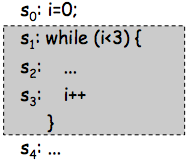 s0: i=0;
s1: while (i<3) {
s2: ...
s3: i++
}
s4: ...